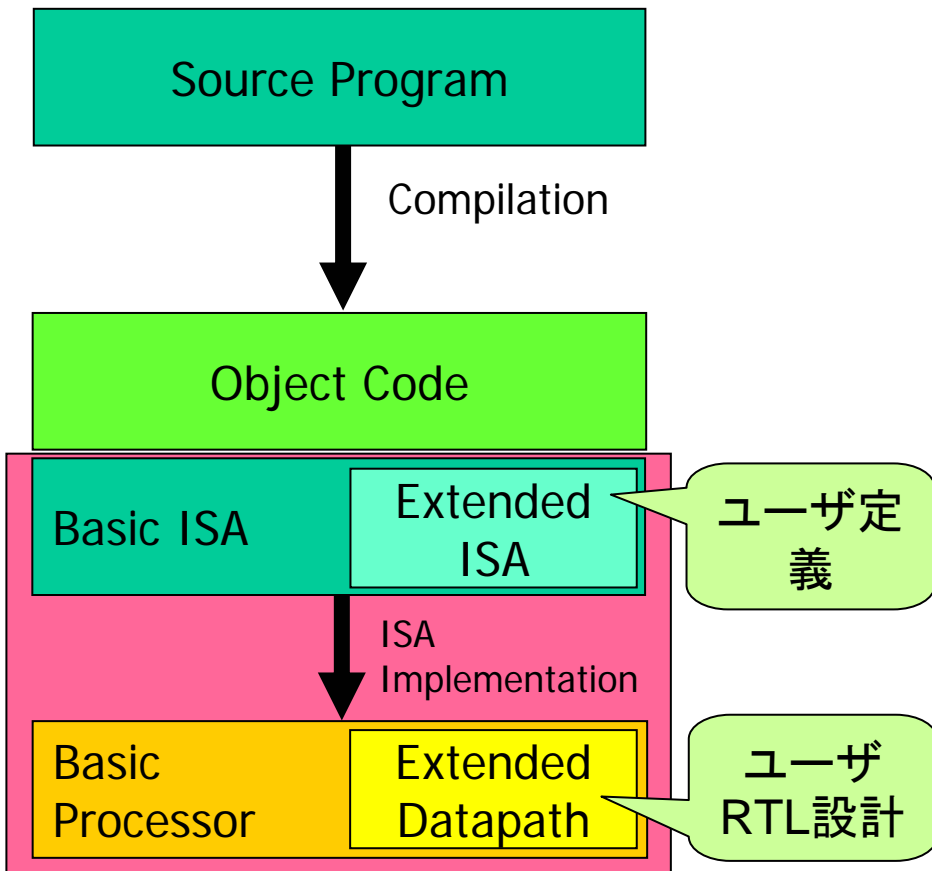 Source Program
Compilation
Object Code
Basic ISA
Extended
ISA
ユーザ定
義
ISA
Implementation
Basic
Processor
Extended
Datapath
ユーザ
RTL設計